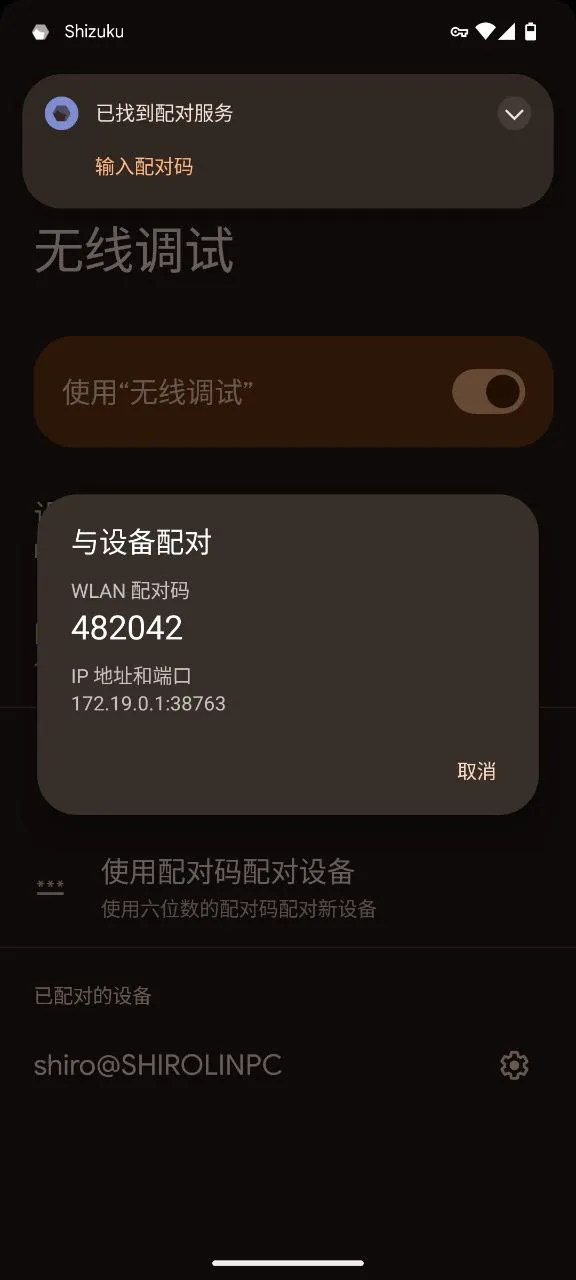 Shizuku
已找到配对服务
输入配对码
无线调试
使用“无线调试”
与设备配对
WLAN 配对码
482042
IP 地址和端口
172.19.0.1:38763
取消
使用配对码配对设备
使用六位数的配对码配对新设备
已配对的设备
shiro@SHIROLINPC